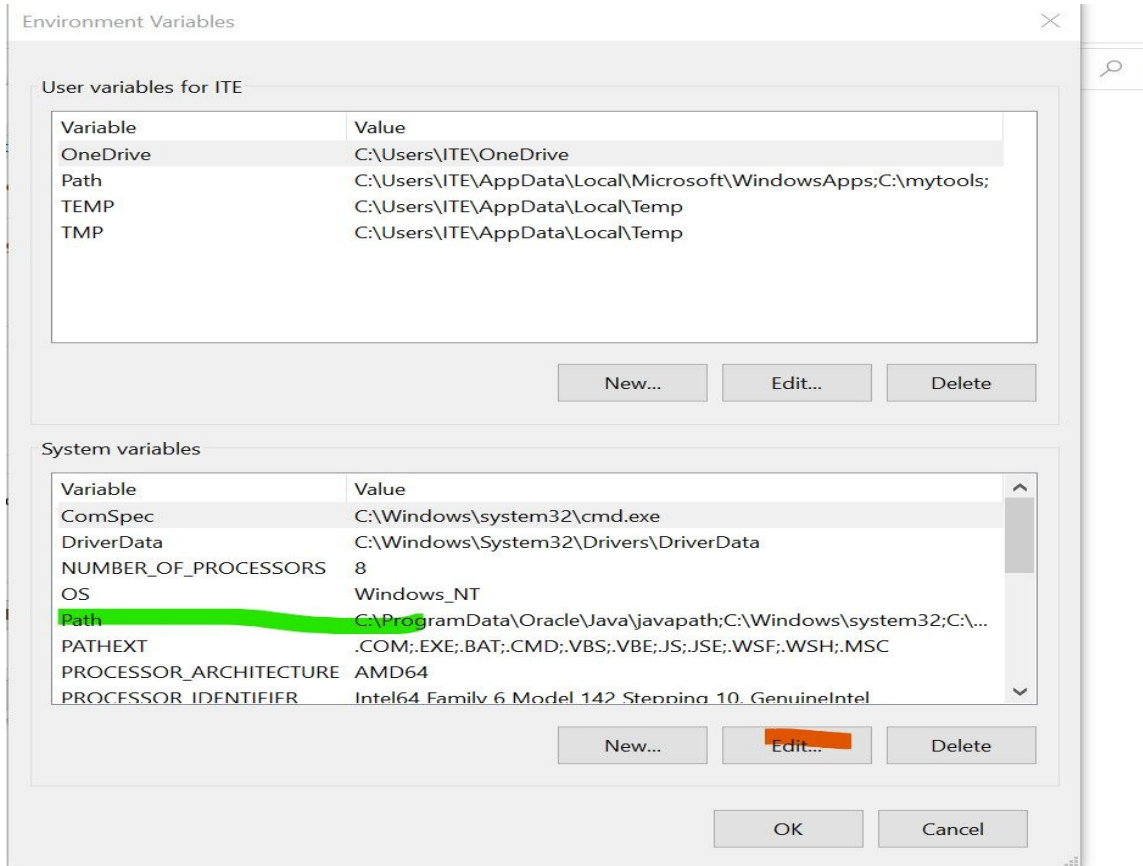 Environment Variables
User variables for ITE
Variable Value
OneDrive C:\Users\ITE\OneDrive
Path C:\Users\ITE\AppData\Local\Microsoft\WindowsApps;C:\mytools;
TEMP C:\Users\ITE\AppData\Local\Temp
TMP C:\Users\ITE\AppData\Local\Temp
New... Edit... Delete
System variables
Variable Value
ComSpec C:\Windows\system32\cmd.exe
DriverData C:\Windows\System32\Drivers\DriverData
NUMBER_OF_PROCESSORS 8
OS Windows_NT
Path C:\ProgramData\Oracle\Java\javapath;C:\Windows\system32;C:\...
PATHEXT .COM;.EXE;.BAT;.CMD;.VBS;.VBE;.JS;.JSE;.WSF;.WSH;.MSC
PROCESSOR_ARCHITECTURE AMD64
PROCESSOR_IDENTIFIER Intel64 Family 6 Model 142 Stepping 10, GenuineIntel
New... Edit... Delete
OK Cancel